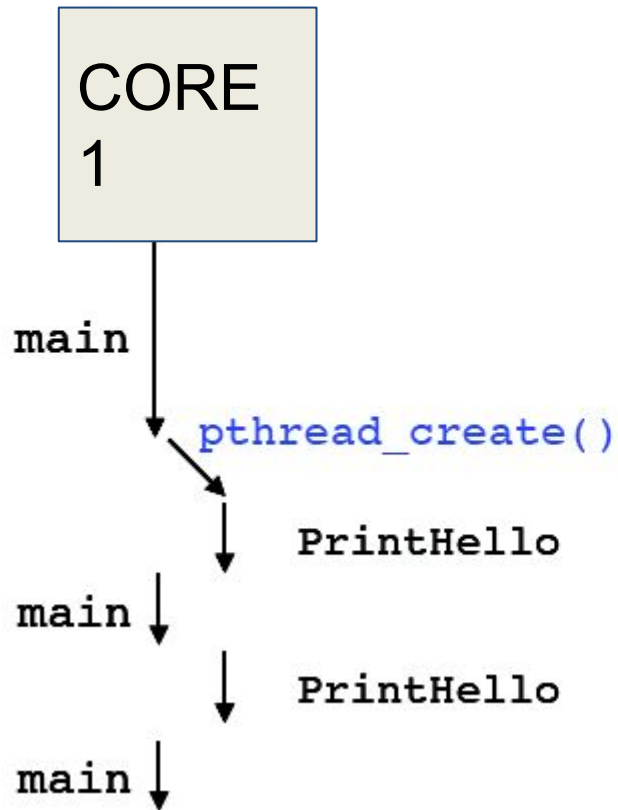 CORE
1
main
pthread_create()
PrintHello
main
PrintHello
main